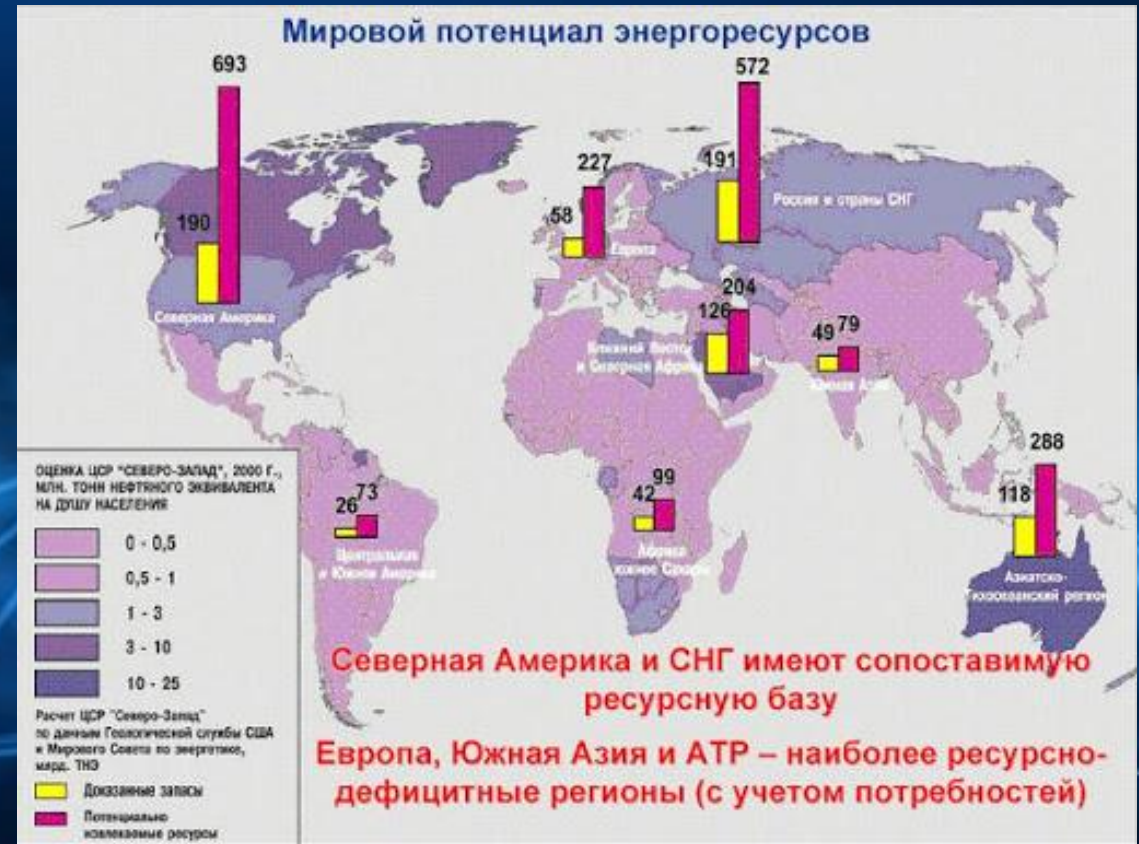 Мировой потенциал энергоресурсов
693
572
190
58
227
191
Россия и страны СНГ
Европа
Северная Америка
126
204
Ближний Восток
и Северная Африка
49
79
Южная Азия
288
118
26
73
42
99
Центральная
и Южная Америка
Африка
южнее Сахары
Азиатско-
Тихоокеанский регион
ОЦЕНКА ЦСР "СЕВЕРО-ЗАПАД", 2000 Г.,
МЛН. ТОНН НЕФТЯНОГО ЭКВИВАЛЕНТА
НА ДУШУ НАСЕЛЕНИЯ
0 - 0,5
0,5 - 1
1 - 3
3 - 10
10 - 25
Расчет ЦСР "Северо-Запад"
по данным Геологической службы США
и Мирового Совета по энергетике,
млрд. ТНЭ
Доказанные запасы
Потенциально
извлекаемые ресурсы
Северная Америка и СНГ имеют сопоставимую
ресурсную базу
Европа, Южная Азия и АТР – наиболее ресурсно-
дефицитные регионы (с учетом потребностей)